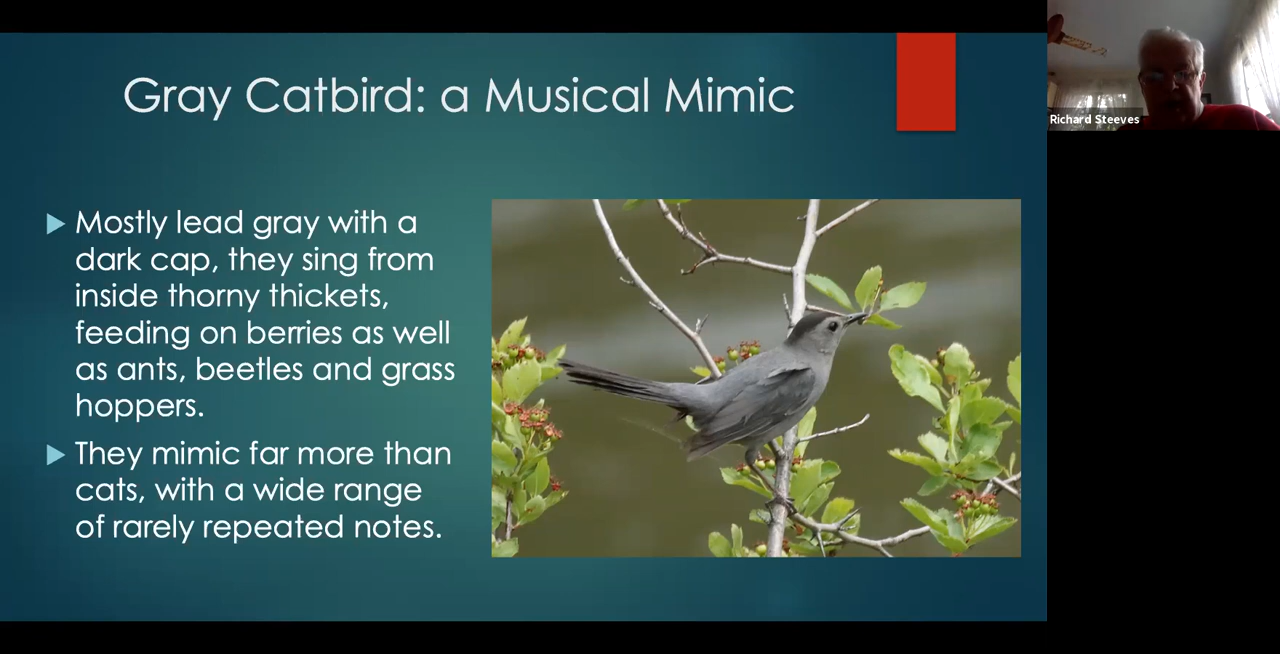 Gray Catbird: a Musical Mimic
Richard Steeves
Mostly lead gray with a
dark cap, they sing from
inside thorny thickets,
feeding on berries as well
as ants, beetles and grass
hoppers.
They mimic far more than
cats, with a wide range
of rarely repeated notes.